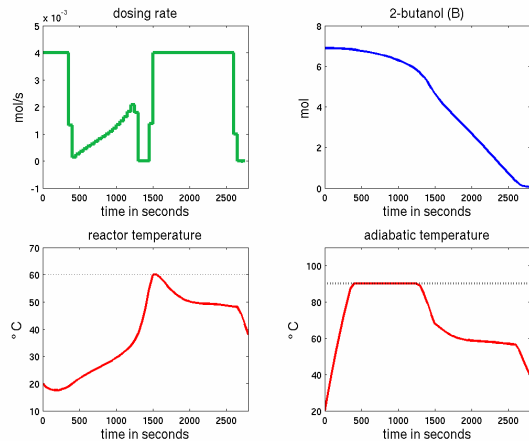 dosing rate
x 10⁻³
5
4
3
2
1
0
-1
mol/s
0 500 1000 1500 2000 2500
time in seconds
2-butanol (B)
8
6
4
2
0
mol
0 500 1000 1500 2000 2500
time in seconds
reactor temperature
70
60
50
40
30
20
10
° C
0 500 1000 1500 2000 2500
time in seconds
adiabatic temperature
100
80
60
40
20
° C
0 500 1000 1500 2000 2500
time in seconds